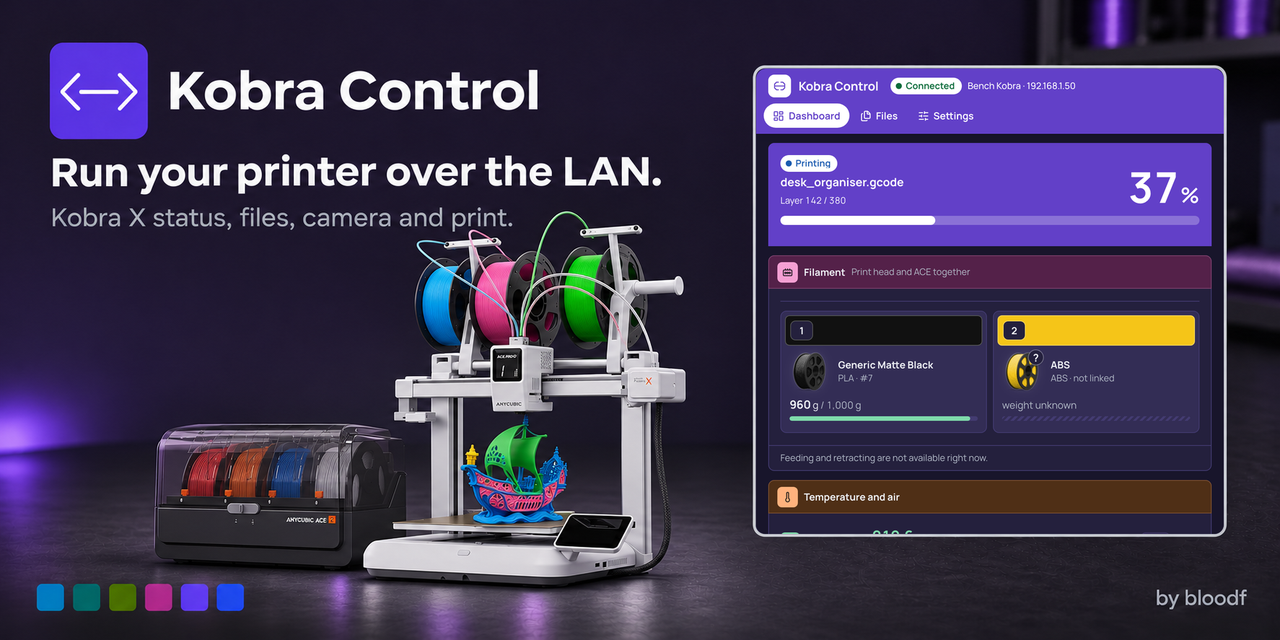 Kobra Control
Run your printer over the LAN.
Kobra X status, files, camera and print.
Kobra Control
Connected
Bench Kobra · 192.168.1.50
Dashboard
Files
Settings
Printing
desk_organiser.gcode
Layer 142 / 380
37%
Filament
Print head and ACE together
1
Generic Matte Black
PLA · #7
960 g / 1,000 g
2
?
ABS
ABS · not linked
weight unknown
Feeding and retracting are not available right now.
Temperature and air
ACE PRO
ANYCUBIC
ANYCUBIC ACE
by bloodf